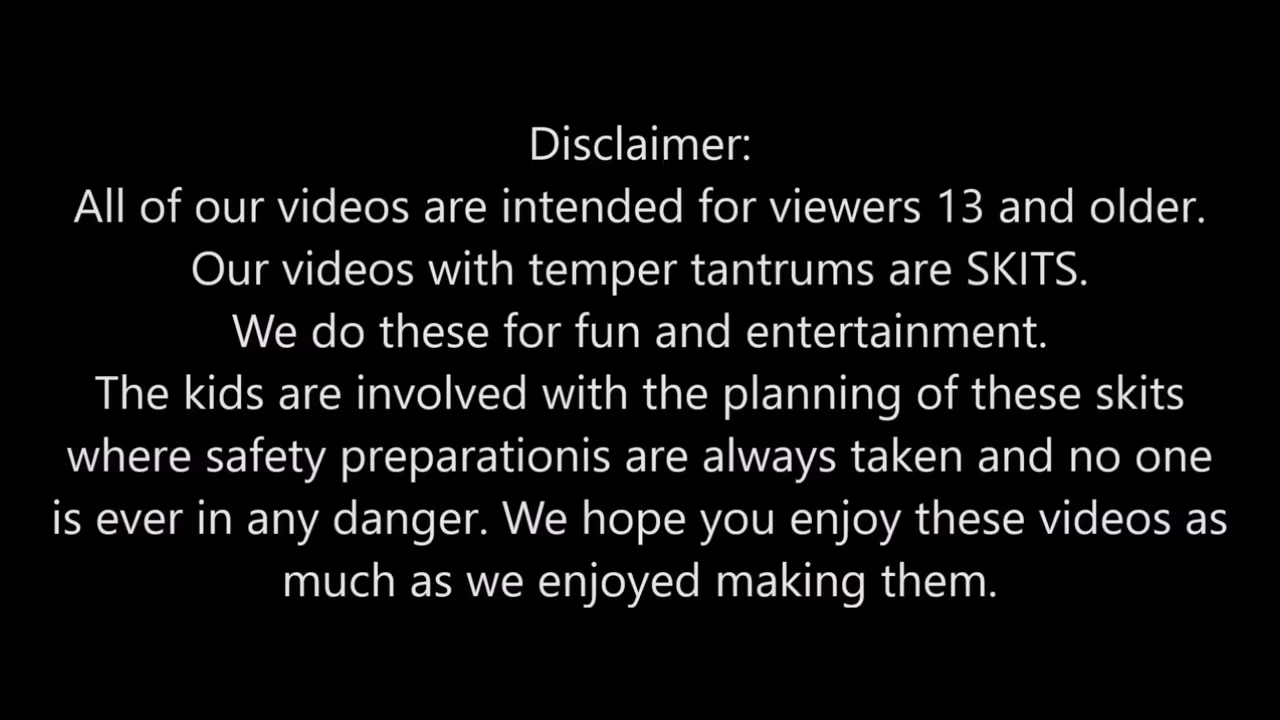 Disclaimer:
All of our videos are intended for viewers 13 and older.
Our videos with temper tantrums are SKITS.
We do these for fun and entertainment.
The kids are involved with the planning of these skits
where safety preparationis are always taken and no one
is ever in any danger. We hope you enjoy these videos as
much as we enjoyed making them.